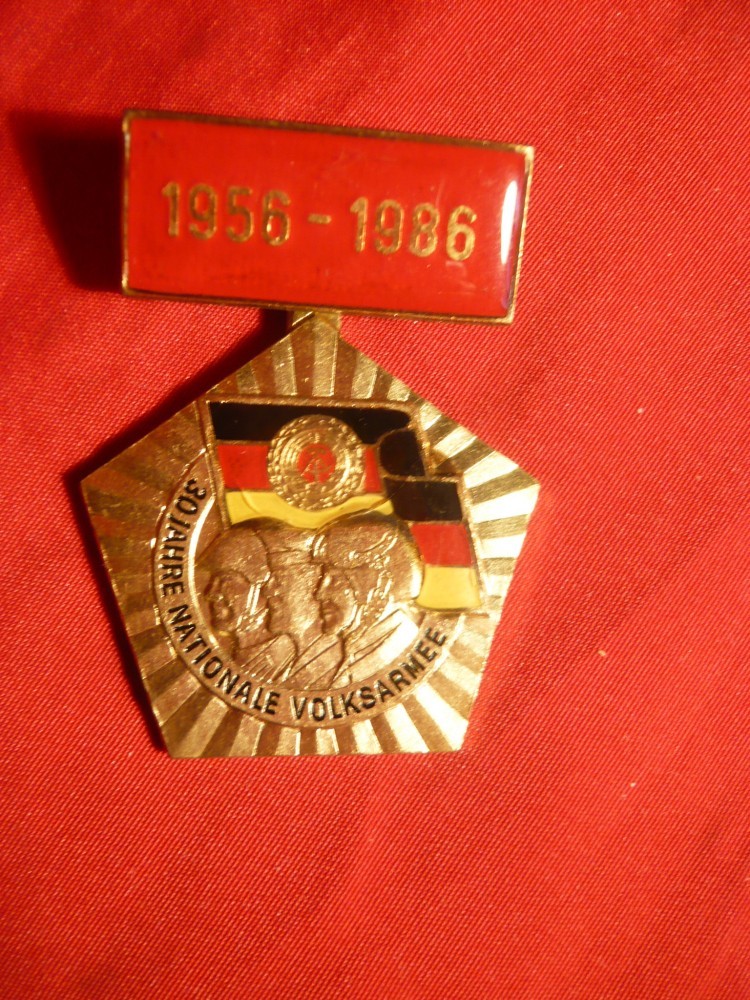 1956 - 1986
30 JAHRE NATIONALE VOLKSARMEE